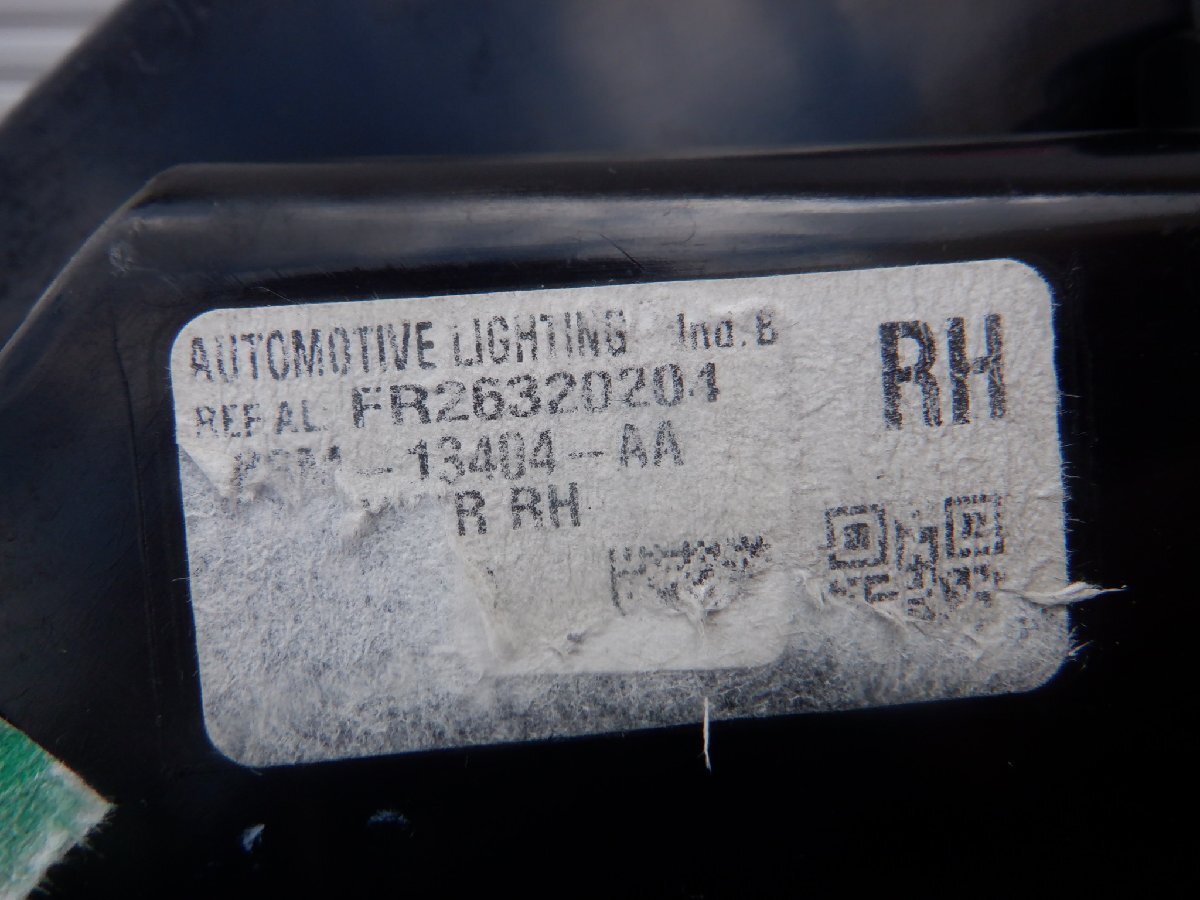 AUTOMOTIVE LIGHTING Ind. B
REF AL. FR26320204
-13404-AA
R RH
RH